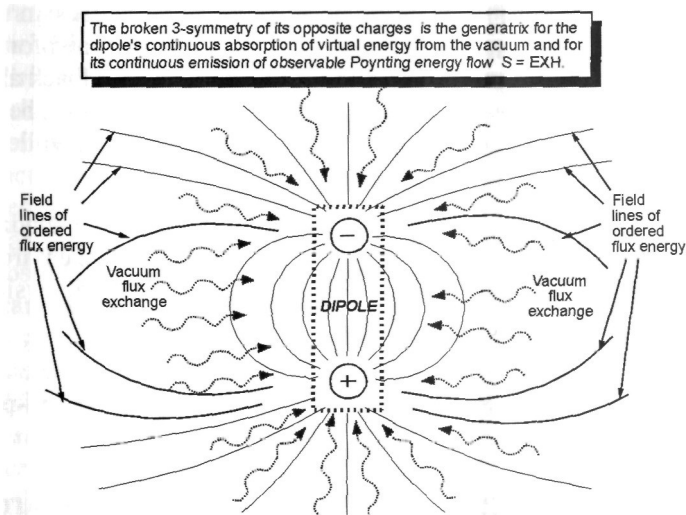 The broken 3-symmetry of its opposite charges is the generatrix for the
dipole's continuous absorption of virtual energy from the vacuum and for
its continuous emission of observable Poynting energy flow S = EXH.
Field
lines of
ordered
flux energy
Vacuum
flux
exchange
−
DIPOLE
+
Vacuum
flux
exchange
Field
lines of
ordered
flux energy